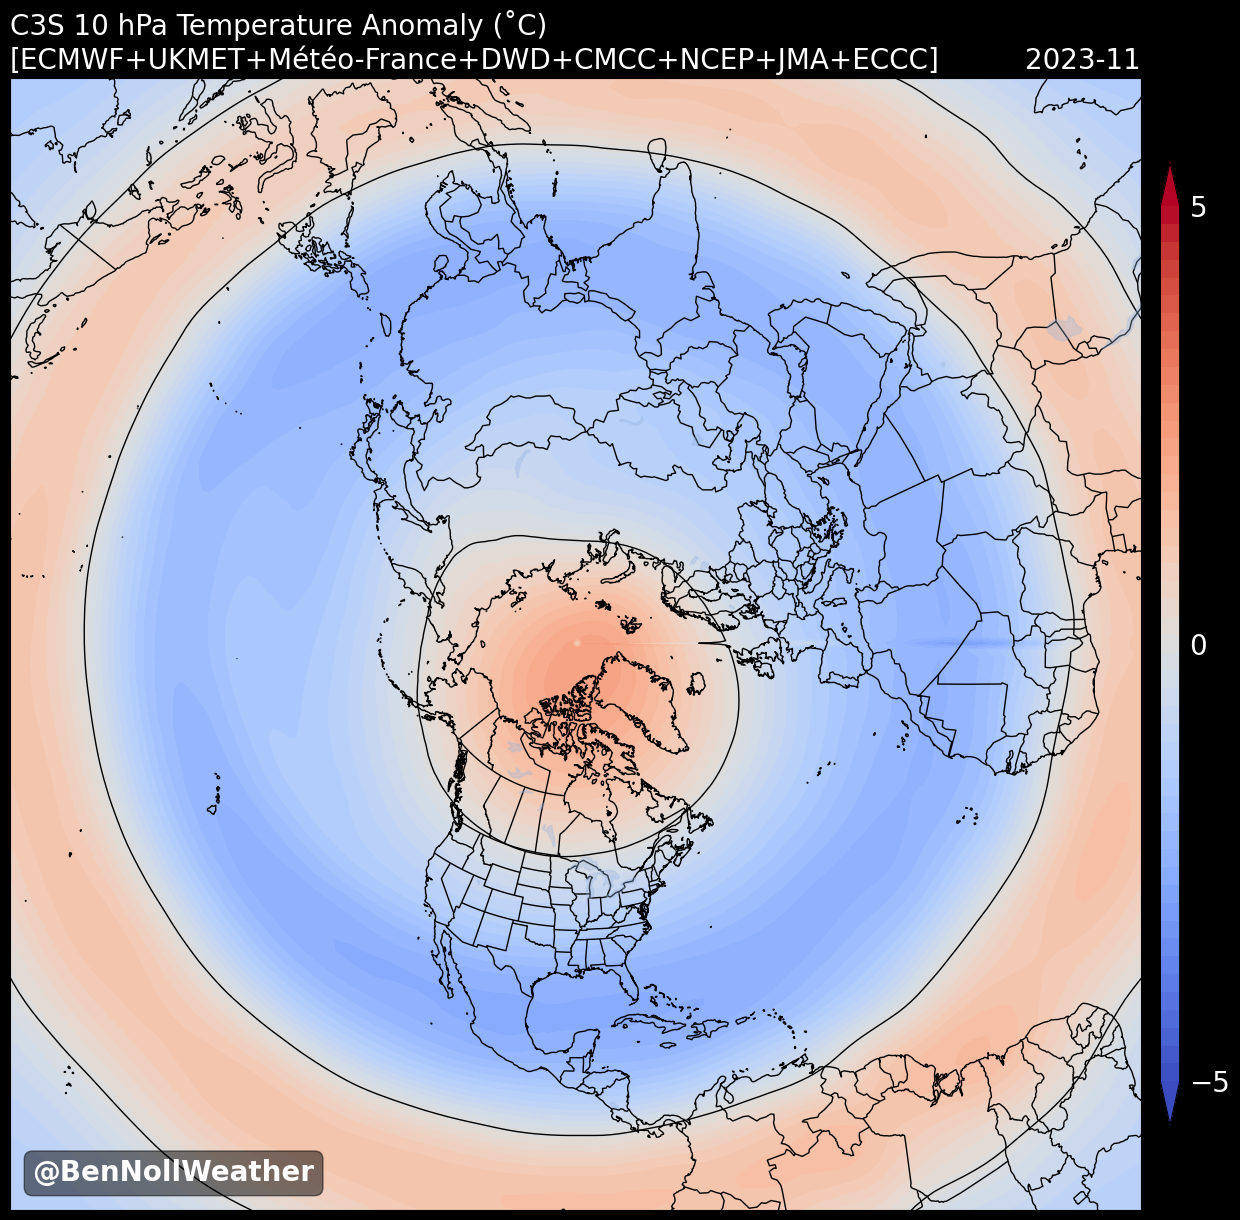 C3S 10 hPa Temperature Anomaly (˚C)
[ECMWF+UKMET+Météo-France+DWD+CMCC+NCEP+JMA+ECCC] 2023-11
5
0
−5
@BenNollWeather